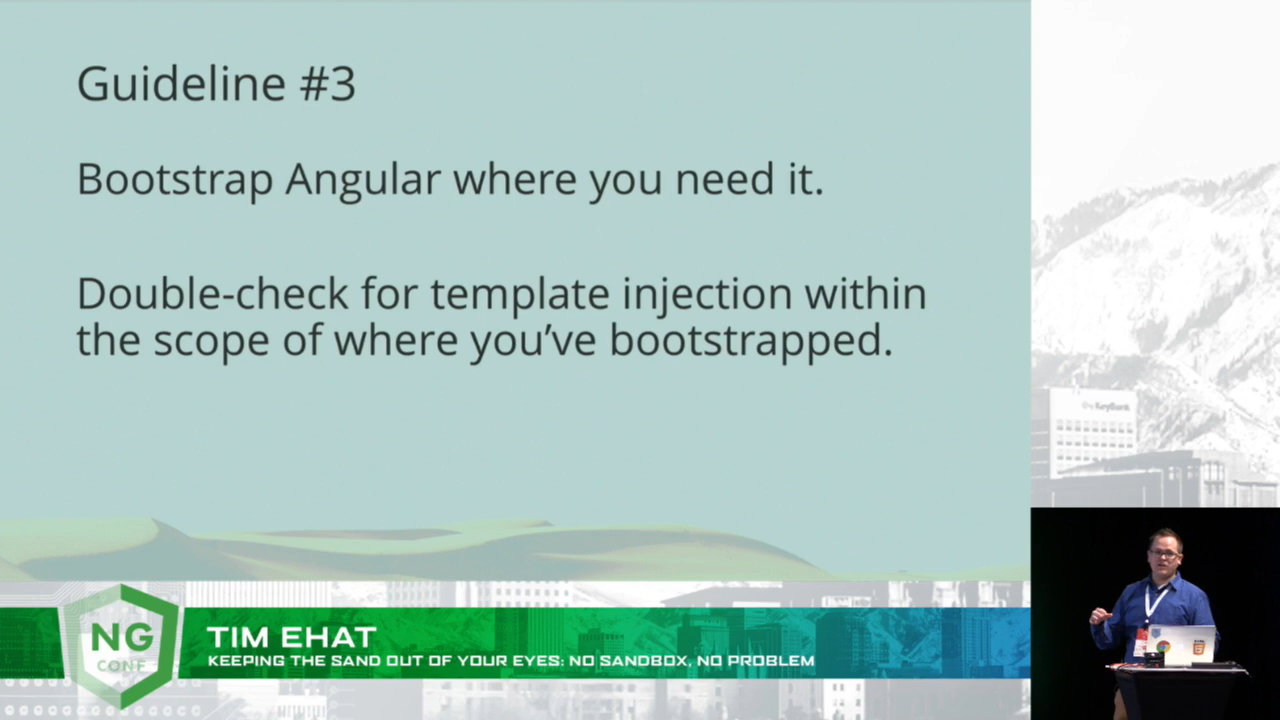 Guideline #3
Bootstrap Angular where you need it.
Double-check for template injection within
the scope of where you've bootstrapped.
NG
CONF
TIM EHAT
KEEPING THE SAND OUT OF YOUR EYES: NO SANDBOX, NO PROBLEM
KeyBank